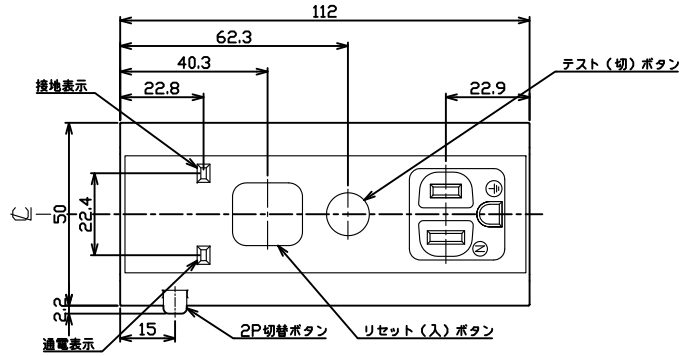 112
62.3
40.3
22.8
22.9
テスト（切）ボタン
接地表示
50
22.4
℄
N
2.2
15
通電表示
2P切替ボタン
リセット（入）ボタン